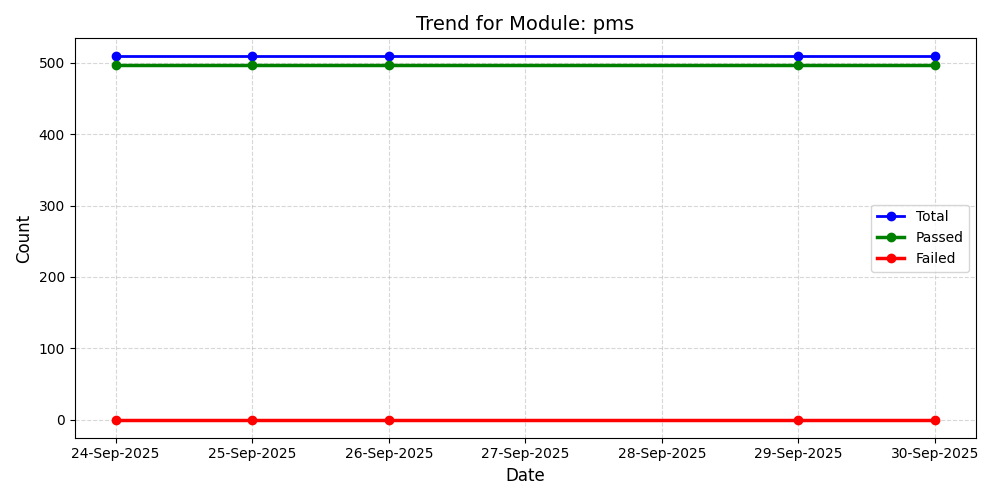 Trend for Module: pms
Count
500
400
300
200
100
0
Total
Passed
Failed
24-Sep-2025 25-Sep-2025 26-Sep-2025 27-Sep-2025 28-Sep-2025 29-Sep-2025 30-Sep-2025
Date